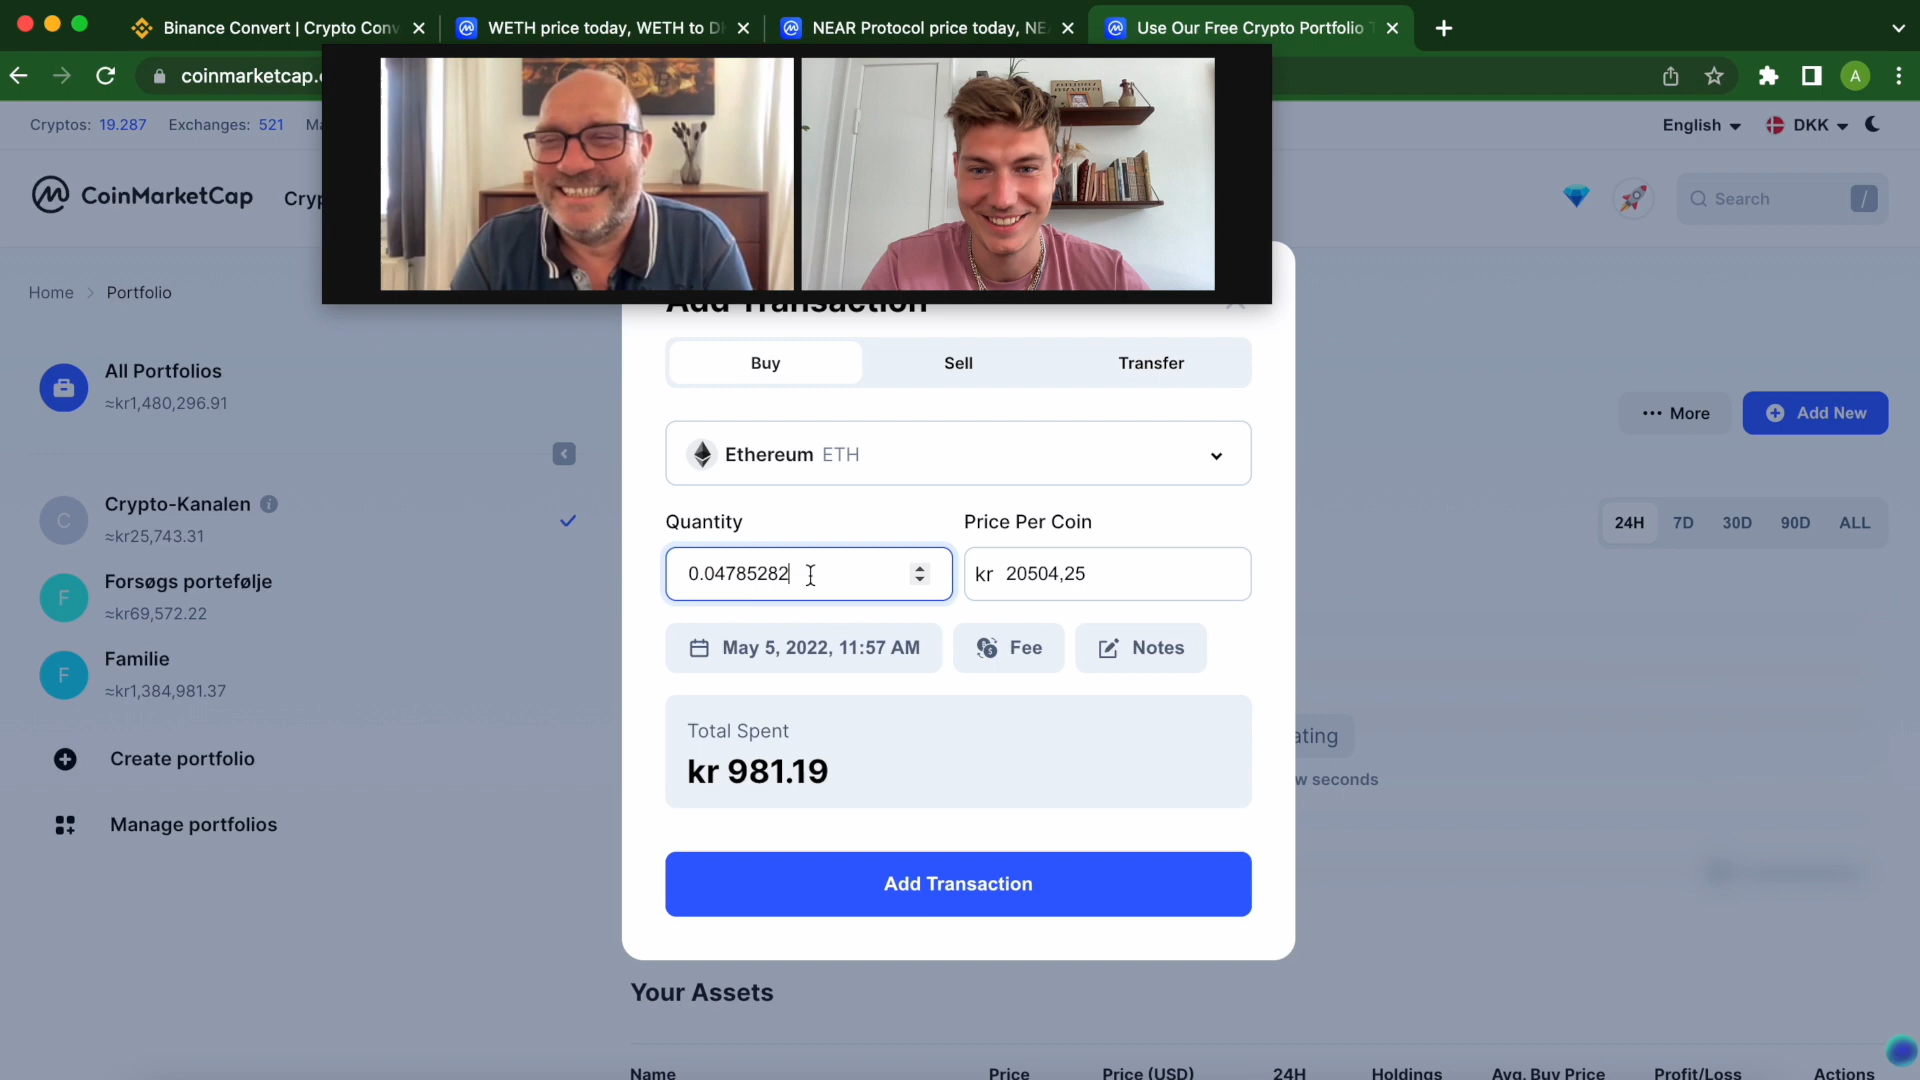 Binance Convert | Crypto Conv
WETH price today, WETH to D
NEAR Protocol price today, NE
Use Our Free Crypto Portfolio
coinmarketcap.
A
Cryptos: 19.287 Exchanges: 521
English DKK
CoinMarketCap
Search /
Home > Portfolio
Add Transaction
All Portfolios
≈kr1,480,296.91
Buy Sell Transfer
... More Add New
Ethereum ETH
C Crypto-Kanalen i
≈kr25,743.31
24H 7D 30D 90D ALL
Quantity Price Per Coin
0.04785282 kr 20504,25
F Forsøgs portefølje
≈kr69,572.22
May 5, 2022, 11:57 AM Fee Notes
F Familie
≈kr1,384,981.37
Total Spent
kr 981.19
ating
w seconds
Create portfolio
Manage portfolios
Add Transaction
Your Assets
Name Price Price (USD) 24H Holdings Avg. Buy Price Profit/Loss Actions